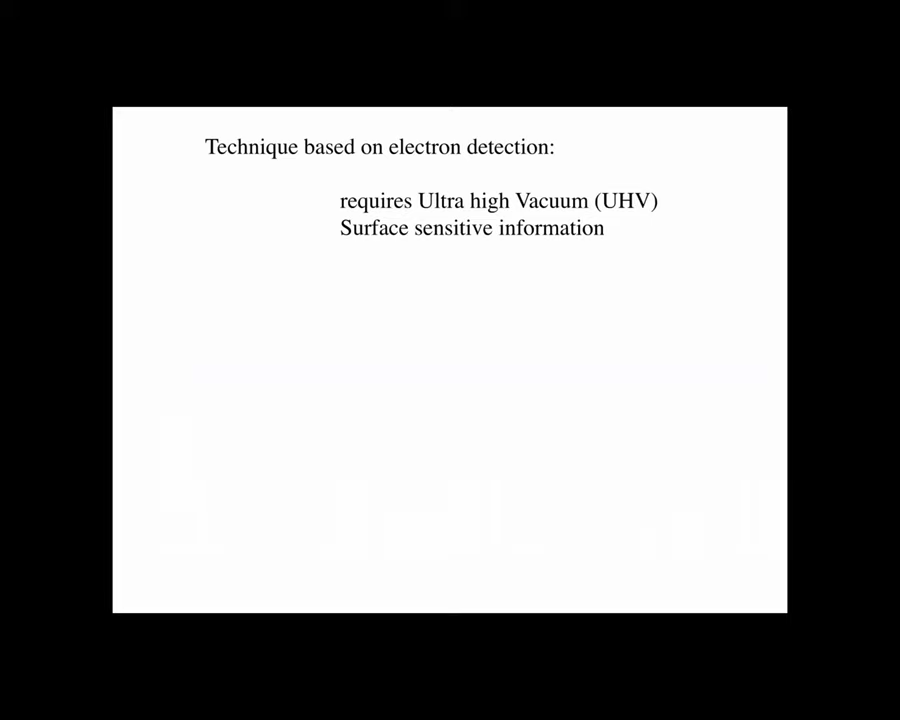 Technique based on electron detection:
requires Ultra high Vacuum (UHV)
Surface sensitive information